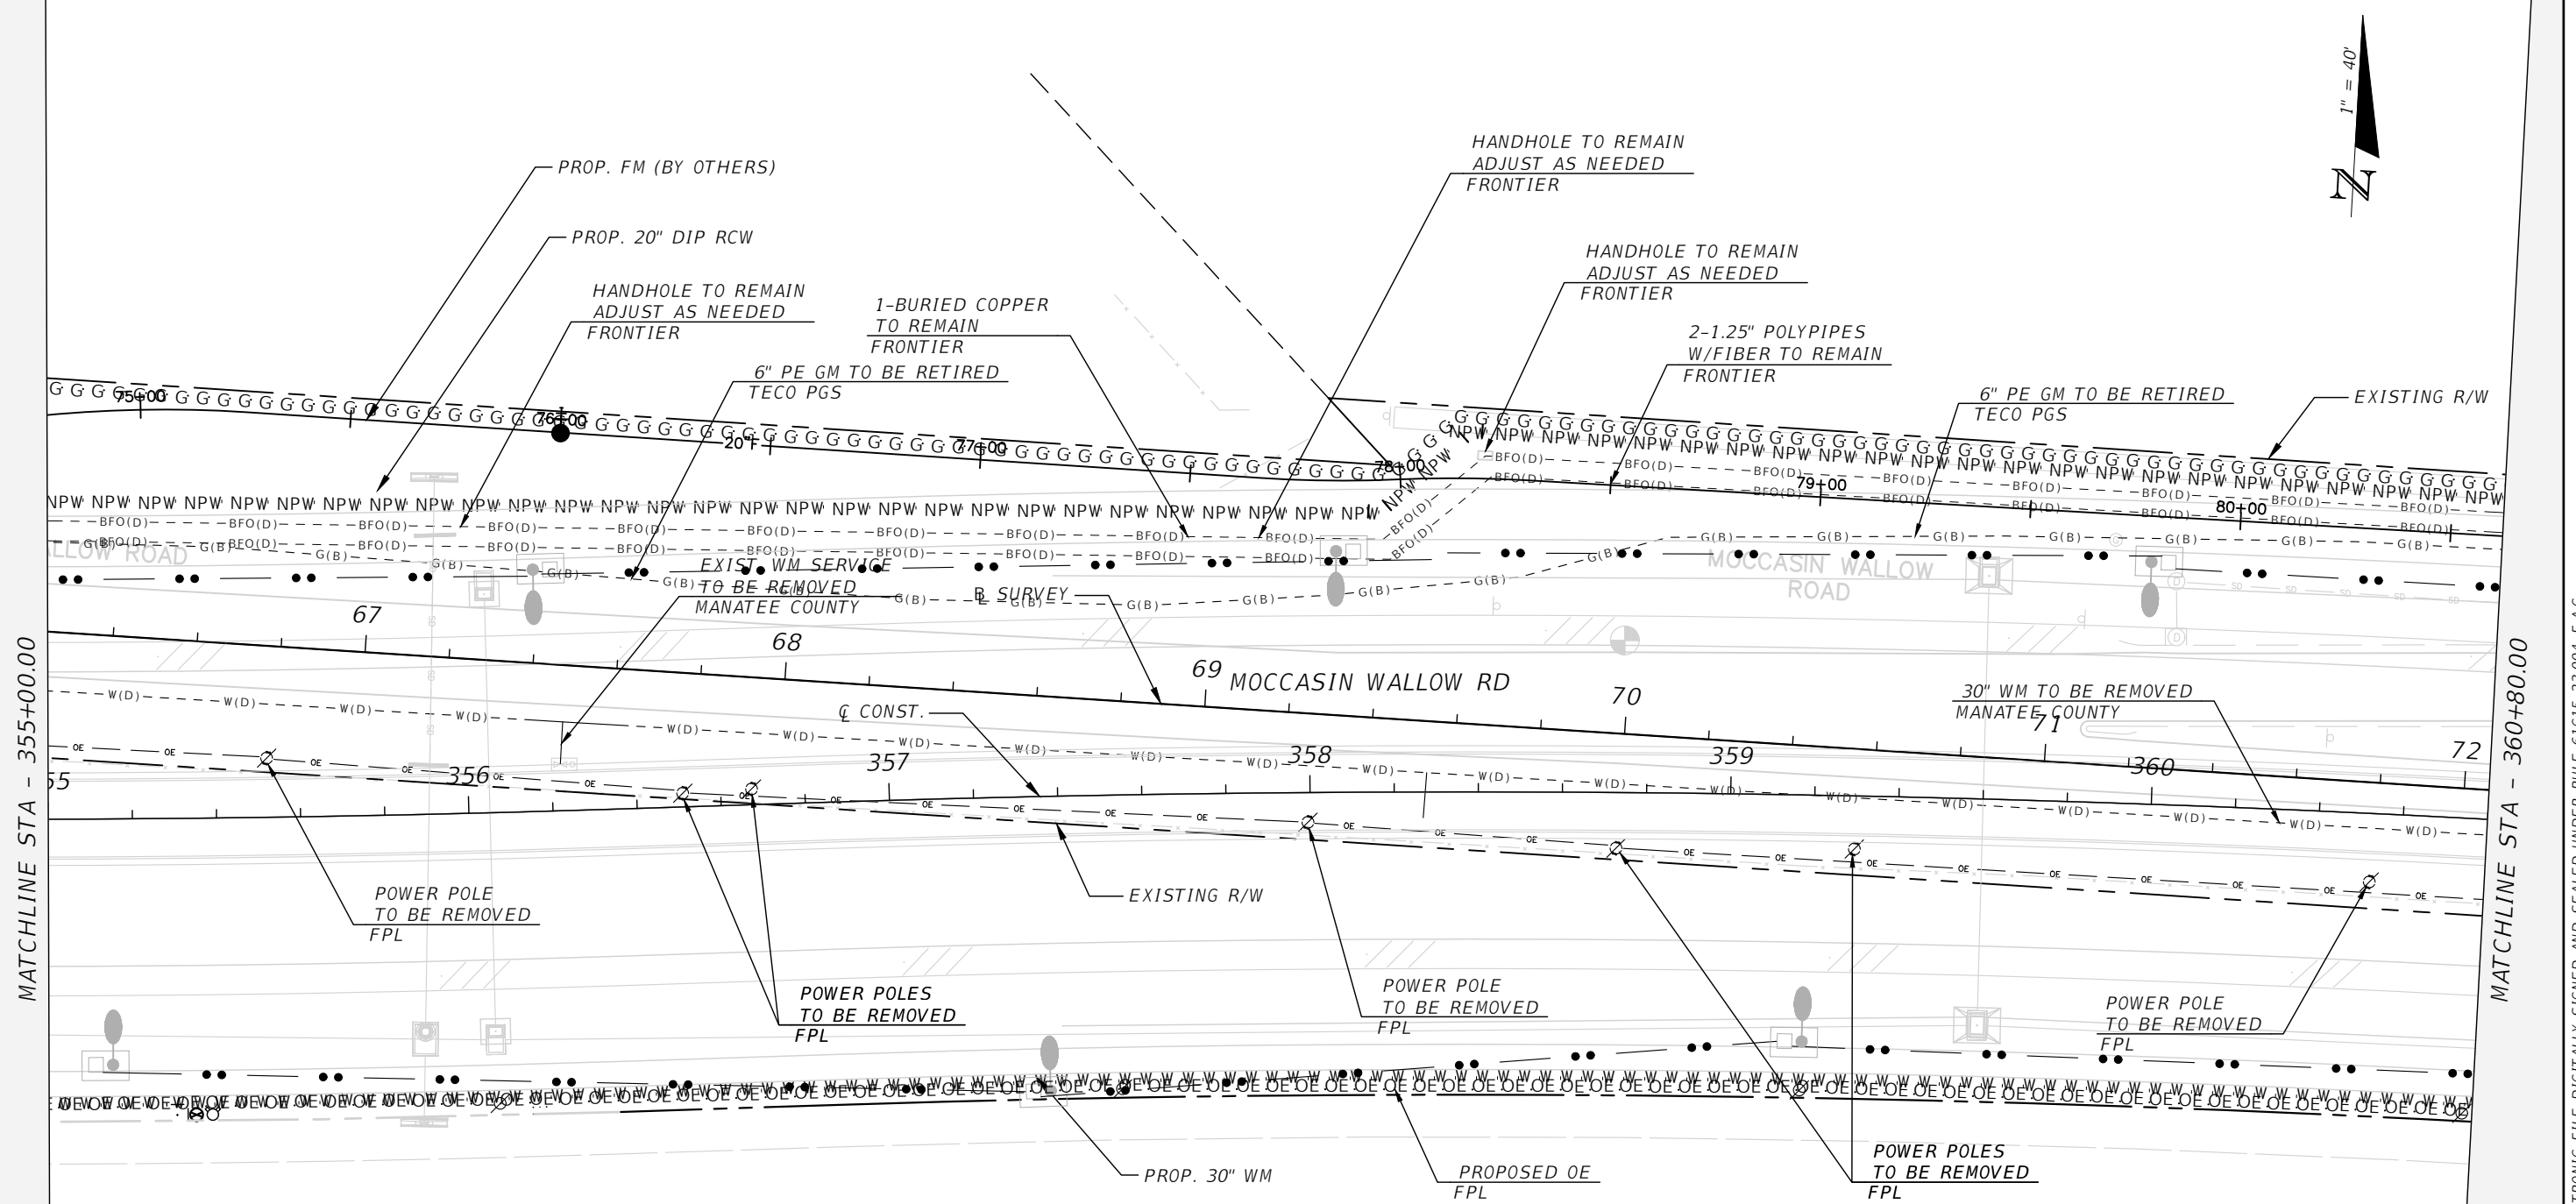 1" = 40'
N
PROP. FM (BY OTHERS)
PROP. 20" DIP RCW
HANDHOLE TO REMAIN
ADJUST AS NEEDED
FRONTIER
1-BURIED COPPER
TO REMAIN
FRONTIER
6" PE GM TO BE RETIRED
TECO PGS
HANDHOLE TO REMAIN
ADJUST AS NEEDED
FRONTIER
HANDHOLE TO REMAIN
ADJUST AS NEEDED
FRONTIER
2-1.25" POLYPIPES
W/FIBER TO REMAIN
FRONTIER
6" PE GM TO BE RETIRED
TECO PGS
EXISTING R/W
75+00
76+00
20"F
77+00
78+00
79+00
80+00
ALLOW ROAD
MOCCASIN WALLOW
ROAD
EXIST. WM SERVICE
TO BE REMOVED
MANATEE COUNTY
BL SURVEY
67
68
69
MOCCASIN WALLOW RD
70
71
72
30" WM TO BE REMOVED
MANATEE COUNTY
CL CONST.
55
356
357
358
359
360
MATCHLINE STA - 355+00.00
MATCHLINE STA - 360+80.00
POWER POLE
TO BE REMOVED
FPL
EXISTING R/W
POWER POLES
TO BE REMOVED
FPL
POWER POLE
TO BE REMOVED
FPL
POWER POLE
TO BE REMOVED
FPL
PROP. 30" WM
PROPOSED OE
FPL
POWER POLES
TO BE REMOVED
FPL